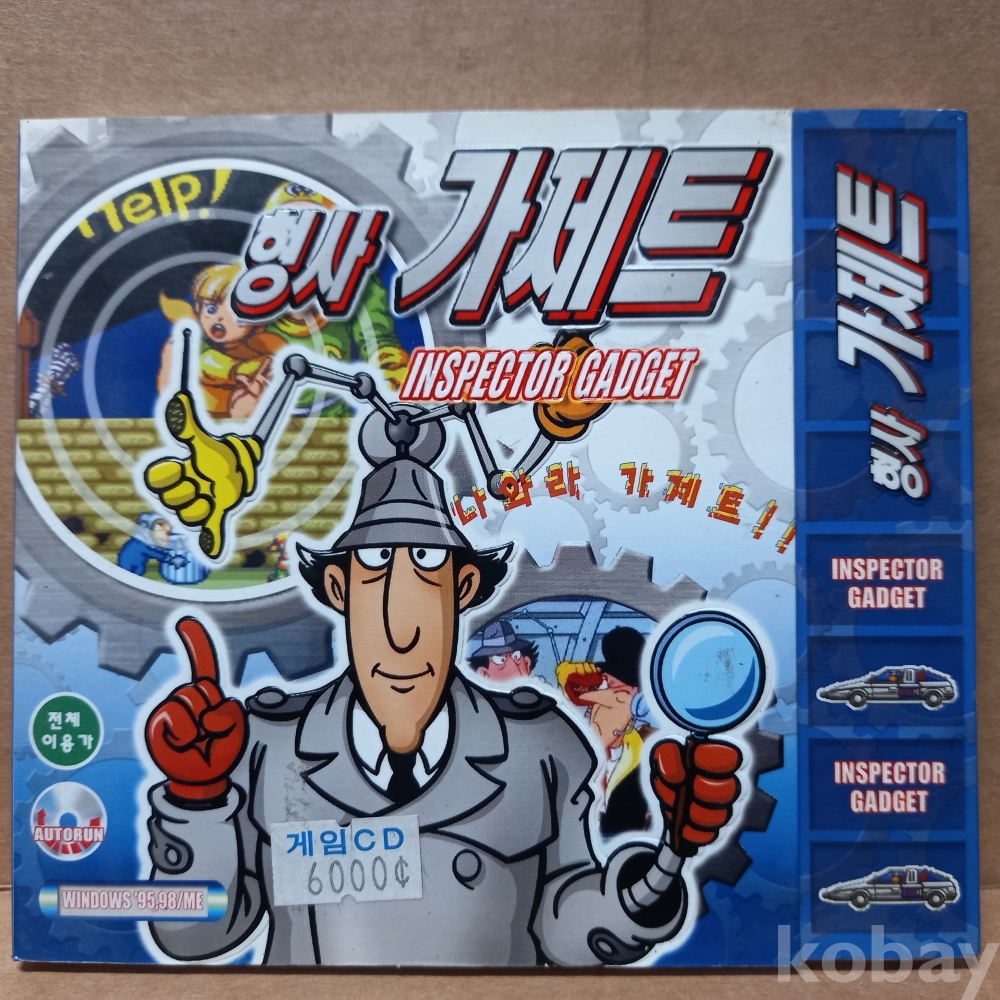 Help!
형사 가제트
INSPECTOR GADGET
나와라 가제트!!
전체
이용가
AUTORUN
WINDOWS '95,98/ME
게임CD
6000¢
형사 가제트
INSPECTOR
GADGET
INSPECTOR
GADGET
kobay